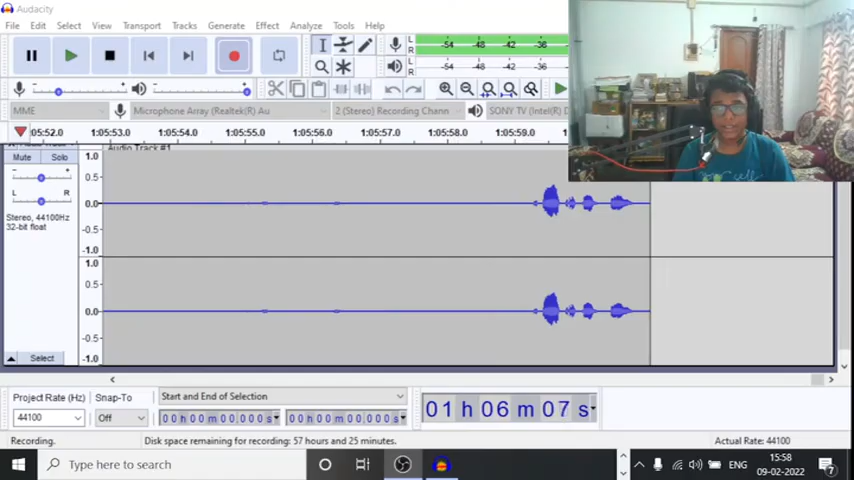 Audacity
File Edit Select View Transport Tracks Generate Effect Analyze Tools Help
L
R
-54 -48 -42 -36
L
R
-54 -48 -42
MME
Microphone Array (Realtek(R) Au
2 (Stereo) Recording Chann
SONY TV (Intel(R) D
1:05:52.0 1:05:53.0 1:05:54.0 1:05:55.0 1:05:56.0 1:05:57.0 1:05:58.0 1:05:59.0
Audio Track #1
Mute Solo
- +
L R
Stereo, 44100Hz
32-bit float
1.0
0.5
0.0
-0.5
-1.0
1.0
0.5
0.0
-0.5
-1.0
Select
Project Rate (Hz) Snap-To Start and End of Selection
44100 Off 00 h 00 m 00.000 s 00 h 00 m 00.000 s
01 h 06 m 07 s
Recording. Disk space remaining for recording: 57 hours and 25 minutes. Actual Rate: 44100
Type here to search
ENG
15:58
09-02-2022
7